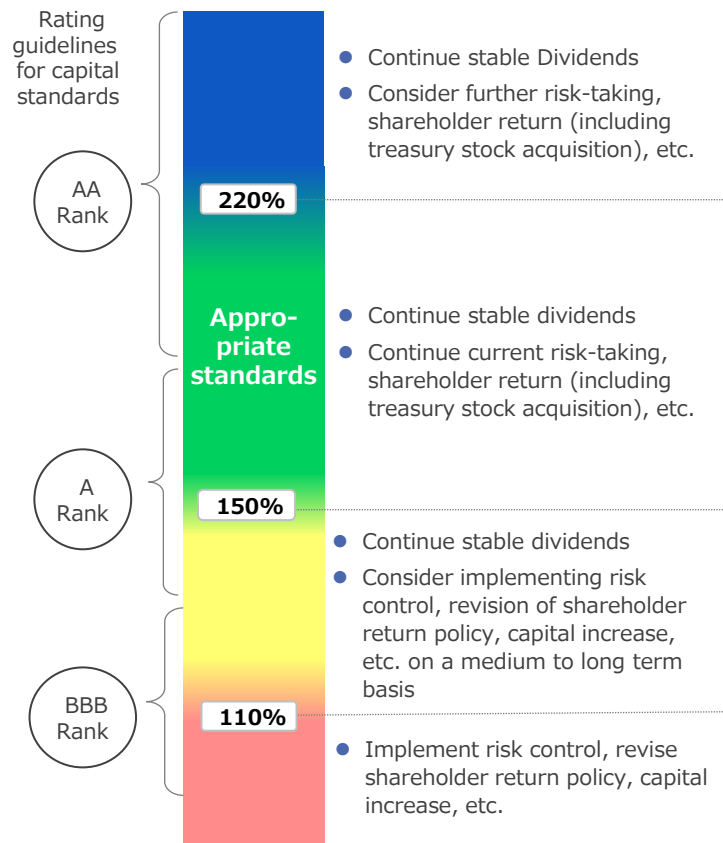 Rating
guidelines
for capital
standards
AA
Rank
A
Rank
BBB
Rank
220%
Appro-
priate
standards
150%
110%
● Continue stable Dividends
● Consider further risk-taking,
shareholder return (including
treasury stock acquisition), etc.
● Continue stable dividends
● Continue current risk-taking,
shareholder return (including
treasury stock acquisition), etc.
● Continue stable dividends
● Consider implementing risk
control, revision of shareholder
return policy, capital increase,
etc. on a medium to long term
basis
● Implement risk control, revise
shareholder return policy, capital
increase, etc.